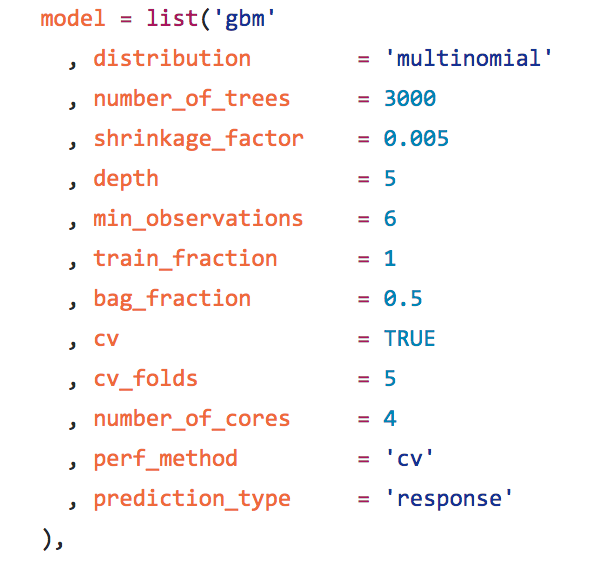 model = list('gbm'
, distribution = 'multinomial'
, number_of_trees = 3000
, shrinkage_factor = 0.005
, depth = 5
, min_observations = 6
, train_fraction = 1
, bag_fraction = 0.5
, cv = TRUE
, cv_folds = 5
, number_of_cores = 4
, perf_method = 'cv'
, prediction_type = 'response'
),